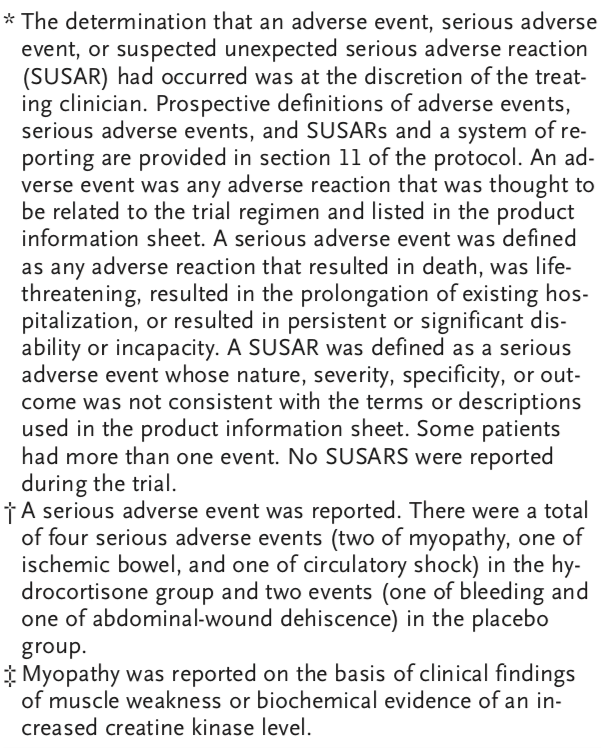 * The determination that an adverse event, serious adverse
event, or suspected unexpected serious adverse reaction
(SUSAR) had occurred was at the discretion of the treat-
ing clinician. Prospective definitions of adverse events,
serious adverse events, and SUSARs and a system of re-
porting are provided in section 11 of the protocol. An ad-
verse event was any adverse reaction that was thought to
be related to the trial regimen and listed in the product
information sheet. A serious adverse event was defined
as any adverse reaction that resulted in death, was life-
threatening, resulted in the prolongation of existing hos-
pitalization, or resulted in persistent or significant dis-
ability or incapacity. A SUSAR was defined as a serious
adverse event whose nature, severity, specificity, or out-
come was not consistent with the terms or descriptions
used in the product information sheet. Some patients
had more than one event. No SUSARS were reported
during the trial.
† A serious adverse event was reported. There were a total
of four serious adverse events (two of myopathy, one of
ischemic bowel, and one of circulatory shock) in the hy-
drocortisone group and two events (one of bleeding and
one of abdominal-wound dehiscence) in the placebo
group.
‡ Myopathy was reported on the basis of clinical findings
of muscle weakness or biochemical evidence of an in-
creased creatine kinase level.